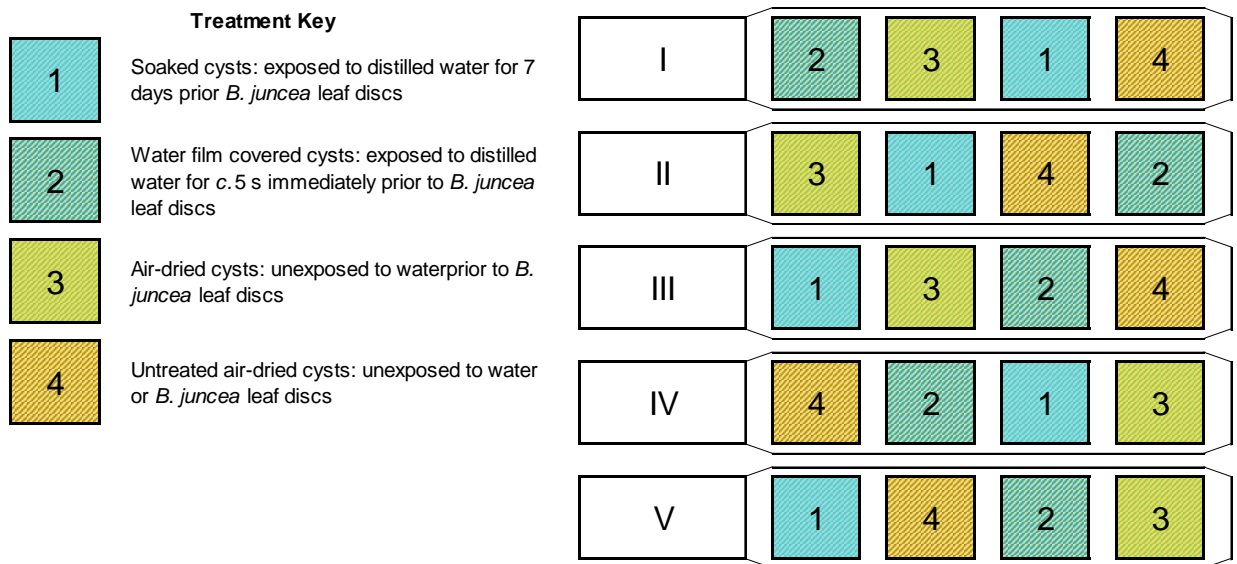 Treatment Key
1
Soaked cysts: exposed to distilled water for 7
days prior B. juncea leaf discs
2
Water film covered cysts: exposed to distilled
water for c.5 s immediately prior to B. juncea
leaf discs
3
Air-dried cysts: unexposed to waterprior to B.
juncea leaf discs
4
Untreated air-dried cysts: unexposed to water
or B. juncea leaf discs
I 2 3 1 4
II 3 1 4 2
III 1 3 2 4
IV 4 2 1 3
V 1 4 2 3